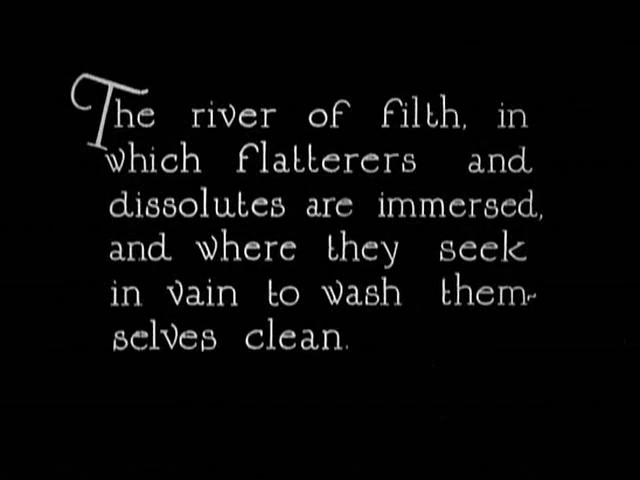 The river of filth, in
which flatterers and
dissolutes are immersed,
and where they seek
in vain to wash them-
selves clean.